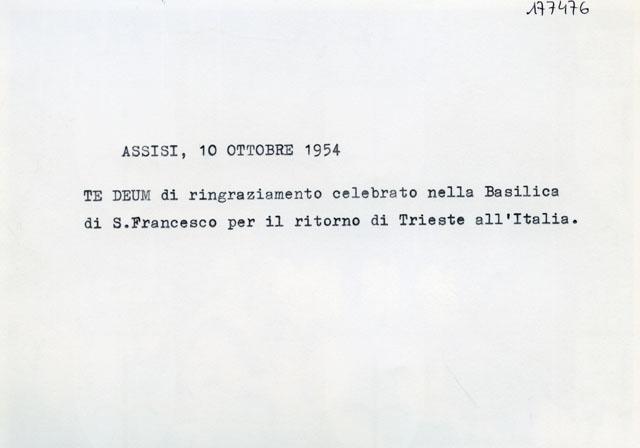 177476
ASSISI, 10 OTTOBRE 1954
TE DEUM di ringraziamento celebrato nella Basilica
di S.Francesco per il ritorno di Trieste all'Italia.